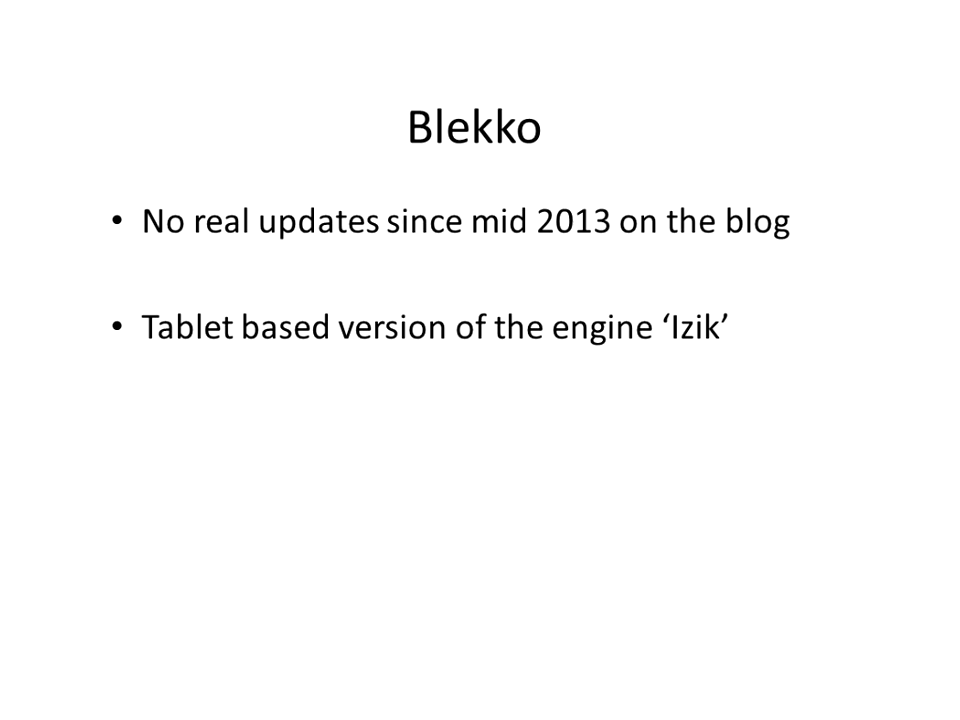 Blekko
• No real updates since mid 2013 on the blog
• Tablet based version of the engine ‘Izik’